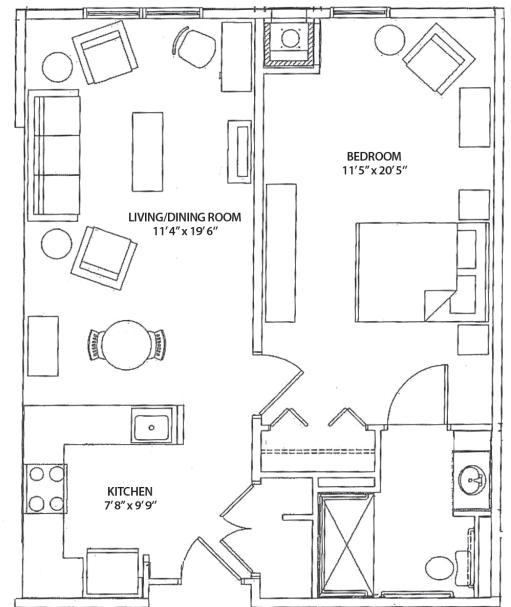 BEDROOM
11'5" x 20'5"
LIVING/DINING ROOM
11'4" x 19'6"
KITCHEN
7'8" x 9'9"